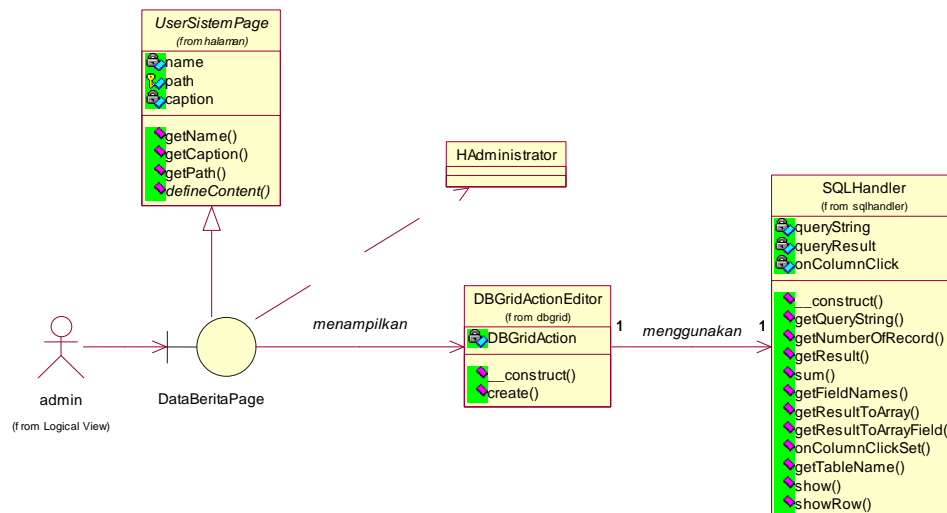 UserSistemPage
(from halaman)
name
path
caption
getName()
getCaption()
getPath()
defineContent()
HAdministrator
SQLHandler
(from sqlhandler)
queryString
queryResult
onColumnClick
__construct()
getQueryString()
getNumberOfRecord()
getResult()
sum()
getFieldNames()
getResultToArray()
getResultToArrayField(
onColumnClickSet()
getTableName()
show()
showRow()
DBGridActionEditor
(from dbgrid)
DBGridAction
__construct()
create()
menampilkan
1
menggunakan
1
admin
(from Logical View)
DataBeritaPage